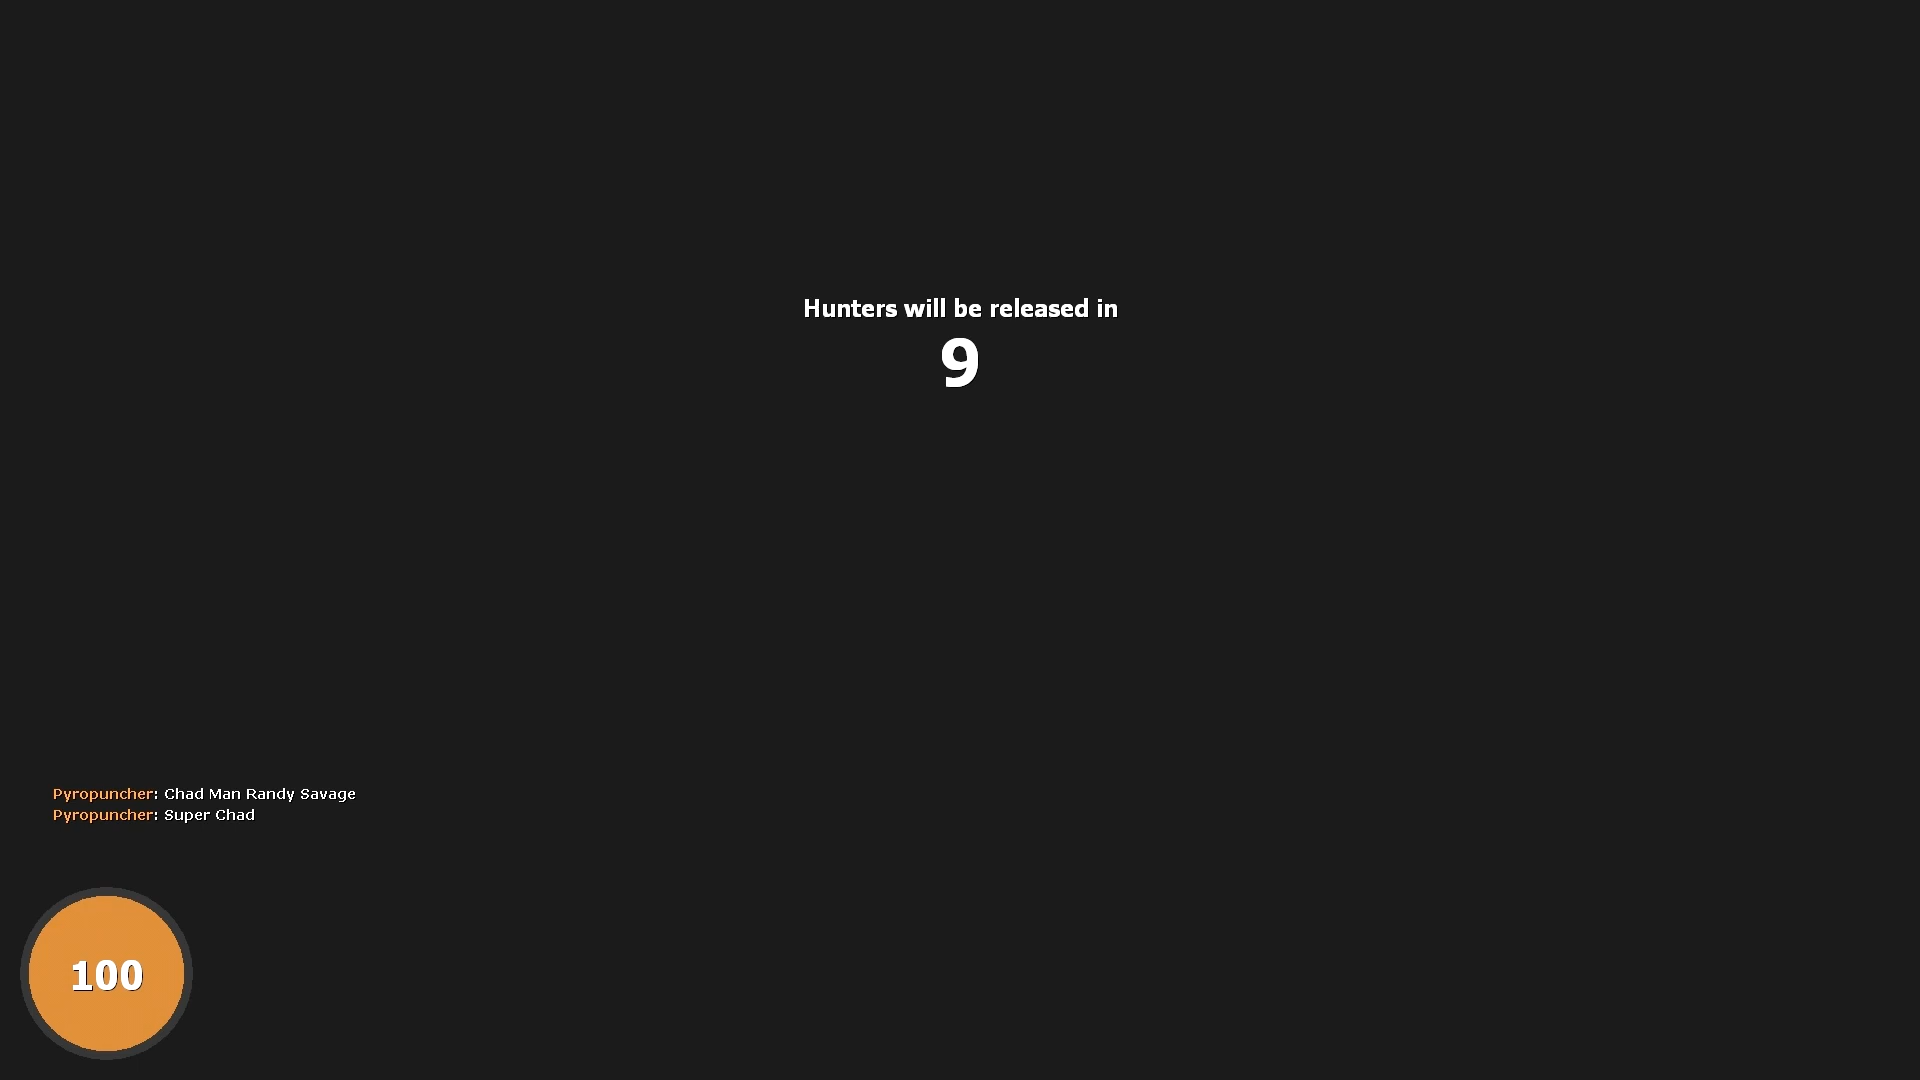 Hunters will be released in
9
Pyropuncher: Chad Man Randy Savage
Pyropuncher: Super Chad
100